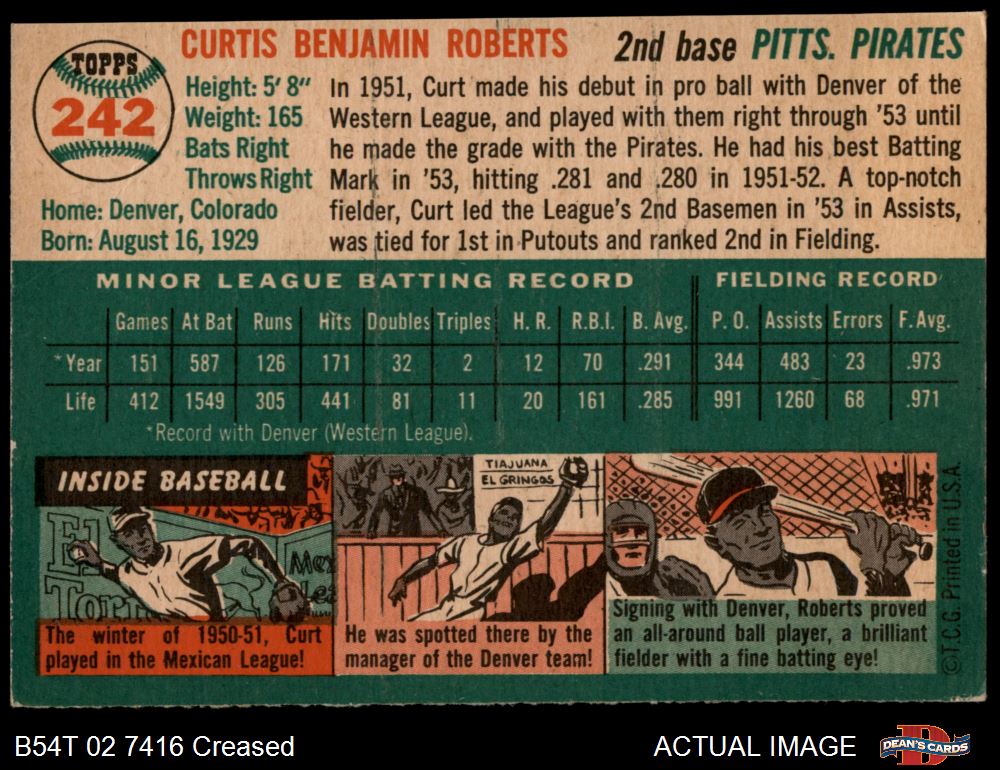 TOPPS
242
CURTIS BENJAMIN ROBERTS 2nd base PITTS. PIRATES
Height: 5' 8"
Weight: 165
Bats Right
Throws Right
Home: Denver, Colorado
Born: August 16, 1929
In 1951, Curt made his debut in pro ball with Denver of the
Western League, and played with them right through '53 until
he made the grade with the Pirates. He had his best Batting
Mark in '53, hitting .281 and .280 in 1951-52. A top-notch
fielder, Curt led the League's 2nd Basemen in '53 in Assists,
was tied for 1st in Putouts and ranked 2nd in Fielding.
MINOR LEAGUE BATTING RECORD FIELDING RECORD
Games At Bat Runs Hits Doubles Triples H. R. R.B.I. B. Avg. P. O. Assists Errors F. Avg.
*Year 151 587 126 171 32 2 12 70 .291 344 483 23 .973
Life 412 1549 305 441 81 11 20 161 .285 991 1260 68 .971
*Record with Denver (Western League).
INSIDE BASEBALL
El
Torr
Mex
Lea
The winter of 1950-51, Curt
played in the Mexican League!
TIAJUANA
EL GRINGOS
He was spotted there by the
manager of the Denver team!
Signing with Denver, Roberts proved
an all-around ball player, a brilliant
fielder with a fine batting eye!
©T.C.G. Printed in U.S.A.
B54T 02 7416 Creased
ACTUAL IMAGE
D
DEAN'S CARDS